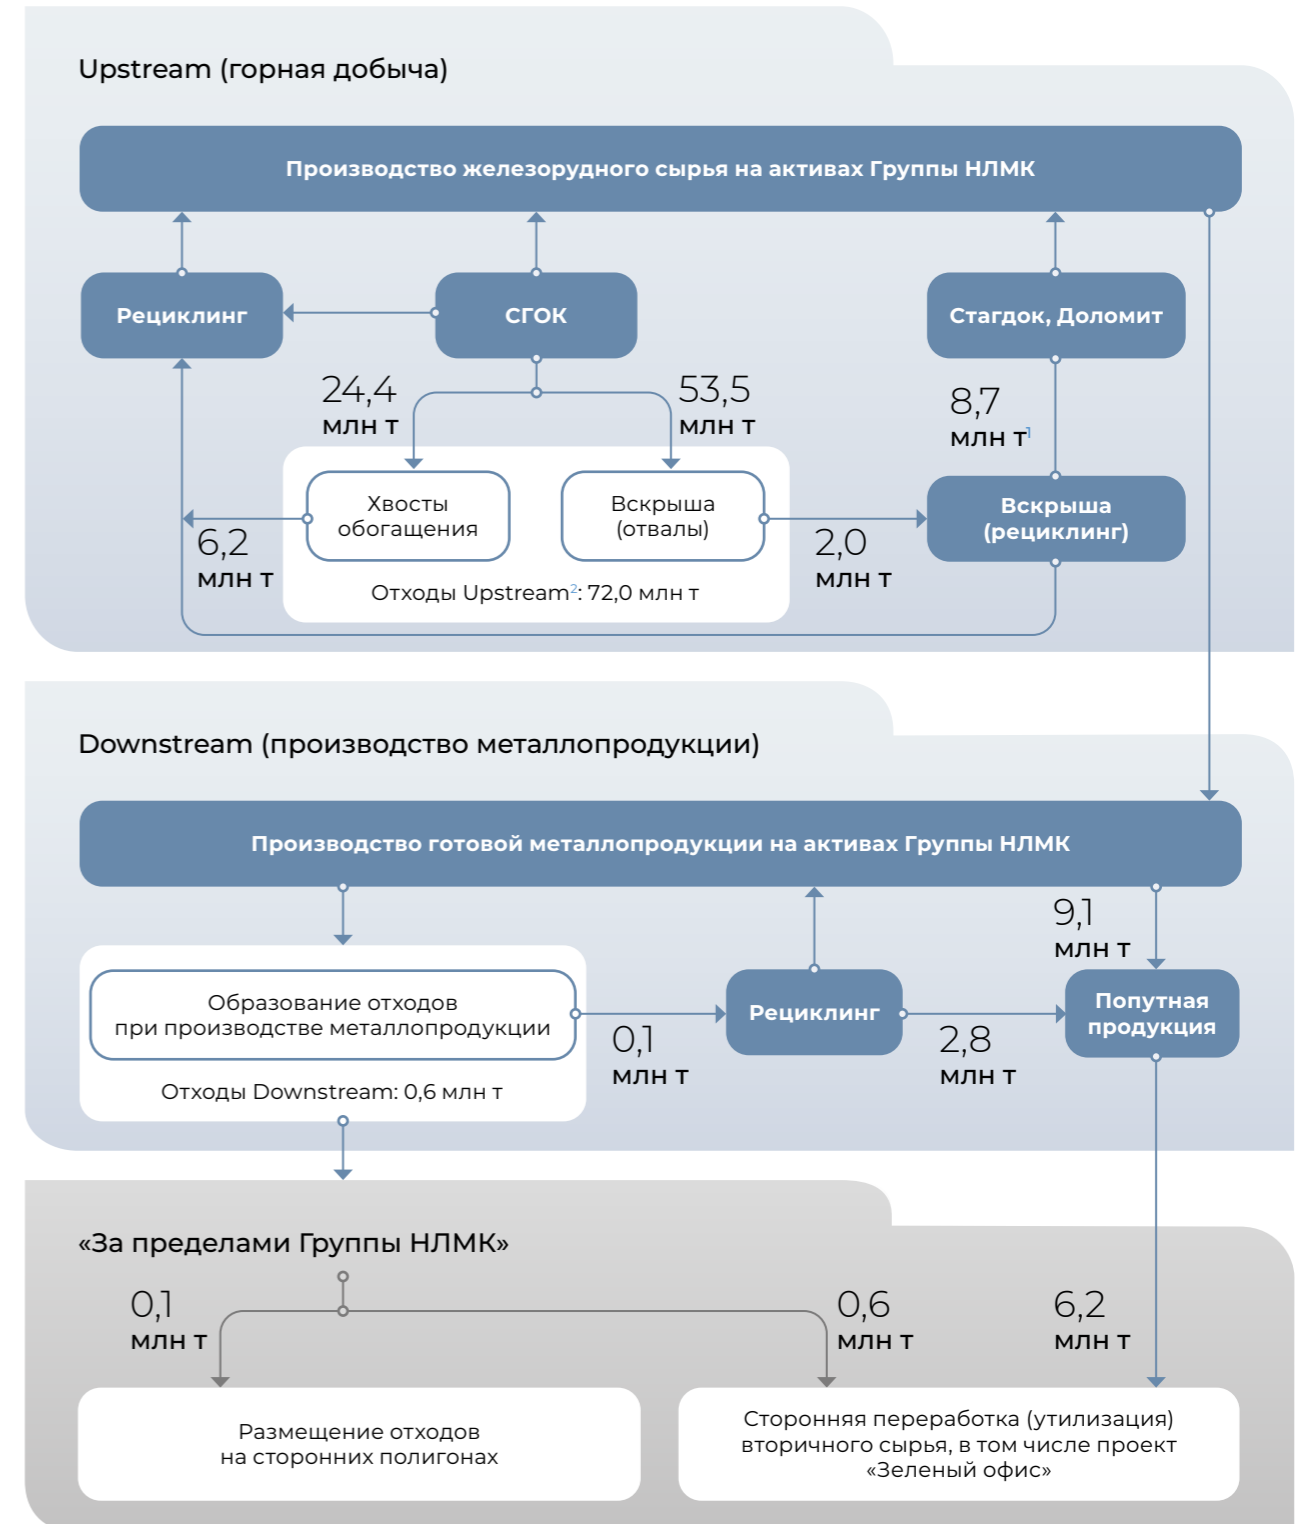 Upstream (горная добыча)
Производство железорудного сырья на активах Группы НЛМК
Рециклинг
СГОК
Стагдок, Доломит
24,4
млн т
53,5
млн т
8,7
млн т1
Хвосты
обогащения
Вскрыша
(отвалы)
Вскрыша
(рециклинг)
6,2
млн т
2,0
млн т
Отходы Upstream2: 72,0 млн т
Downstream (производство металлопродукции)
Производство готовой металлопродукции на активах Группы НЛМК
9,1
млн т
Образование отходов
при производстве металлопродукции
Рециклинг
Попутная
продукция
0,1
млн т
2,8
млн т
Отходы Downstream: 0,6 млн т
«За пределами Группы НЛМК»
0,1
млн т
0,6
млн т
6,2
млн т
Размещение отходов
на сторонних полигонах
Сторонняя переработка (утилизация)
вторичного сырья, в том числе проект
«Зеленый офис»